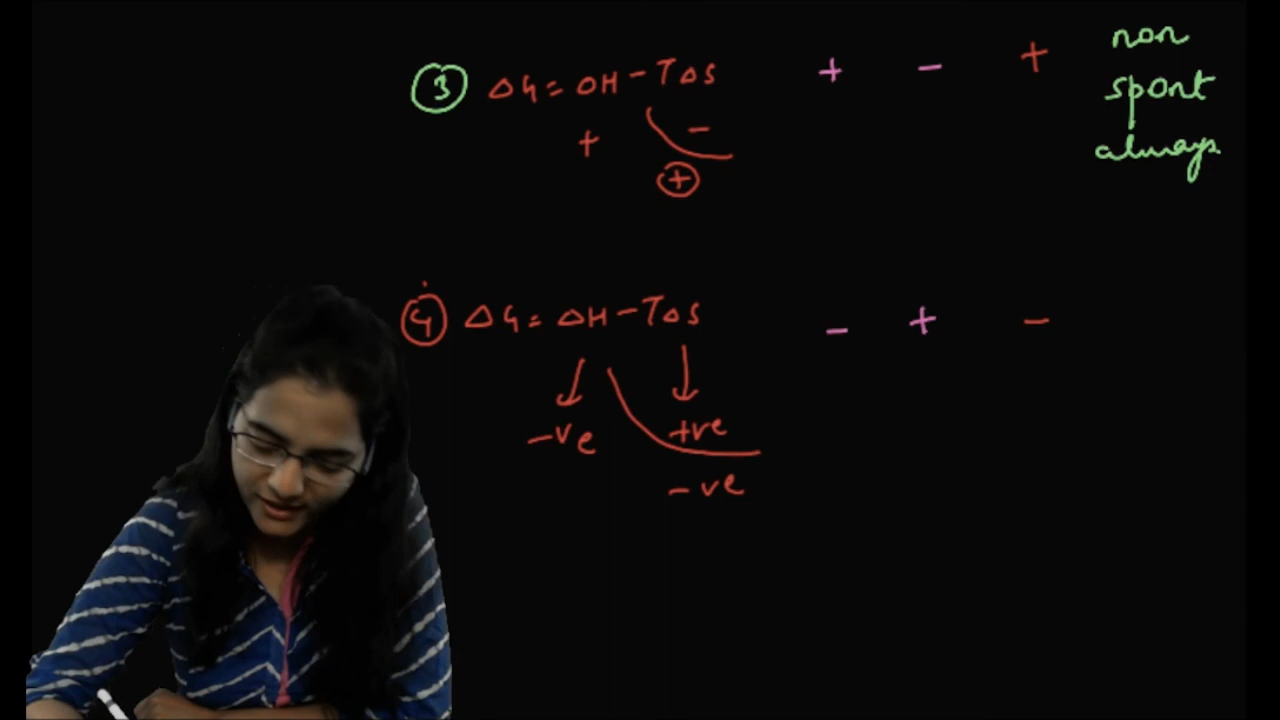 ③ ΔG = ΔH - TΔS + - + non
spont
always
+ -
⊕
④ ΔG = ΔH - TΔS - + -
-ve +ve
-ve